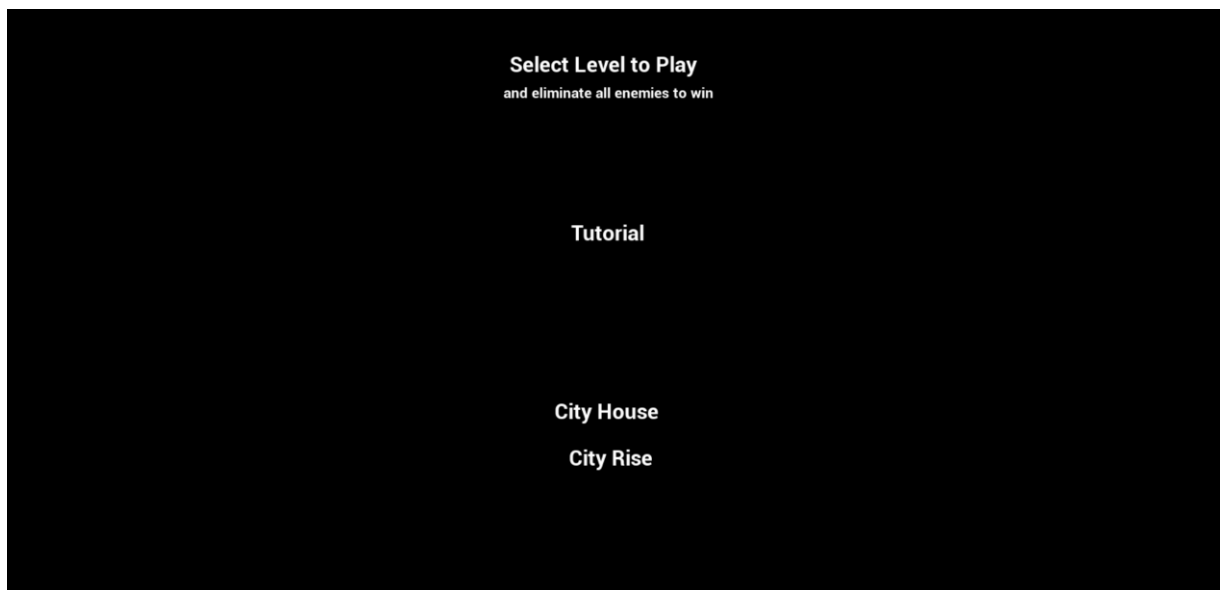 Select Level to Play
and eliminate all enemies to win
Tutorial
City House
City Rise